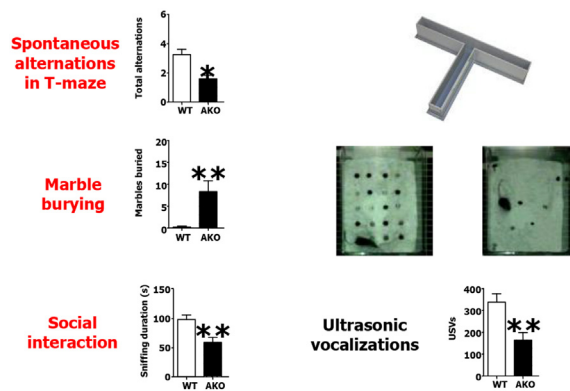 Spontaneous
alternations
in T-maze
Total alternations
6
4
2
0
*
WT AKO
Marble
burying
Marbles buried
20
15
10
5
0
**
WT AKO
Social
interaction
Sniffing duration (s)
150
100
50
0
**
WT AKO
Ultrasonic
vocalizations
USVs
400
300
200
100
0
**
WT AKO